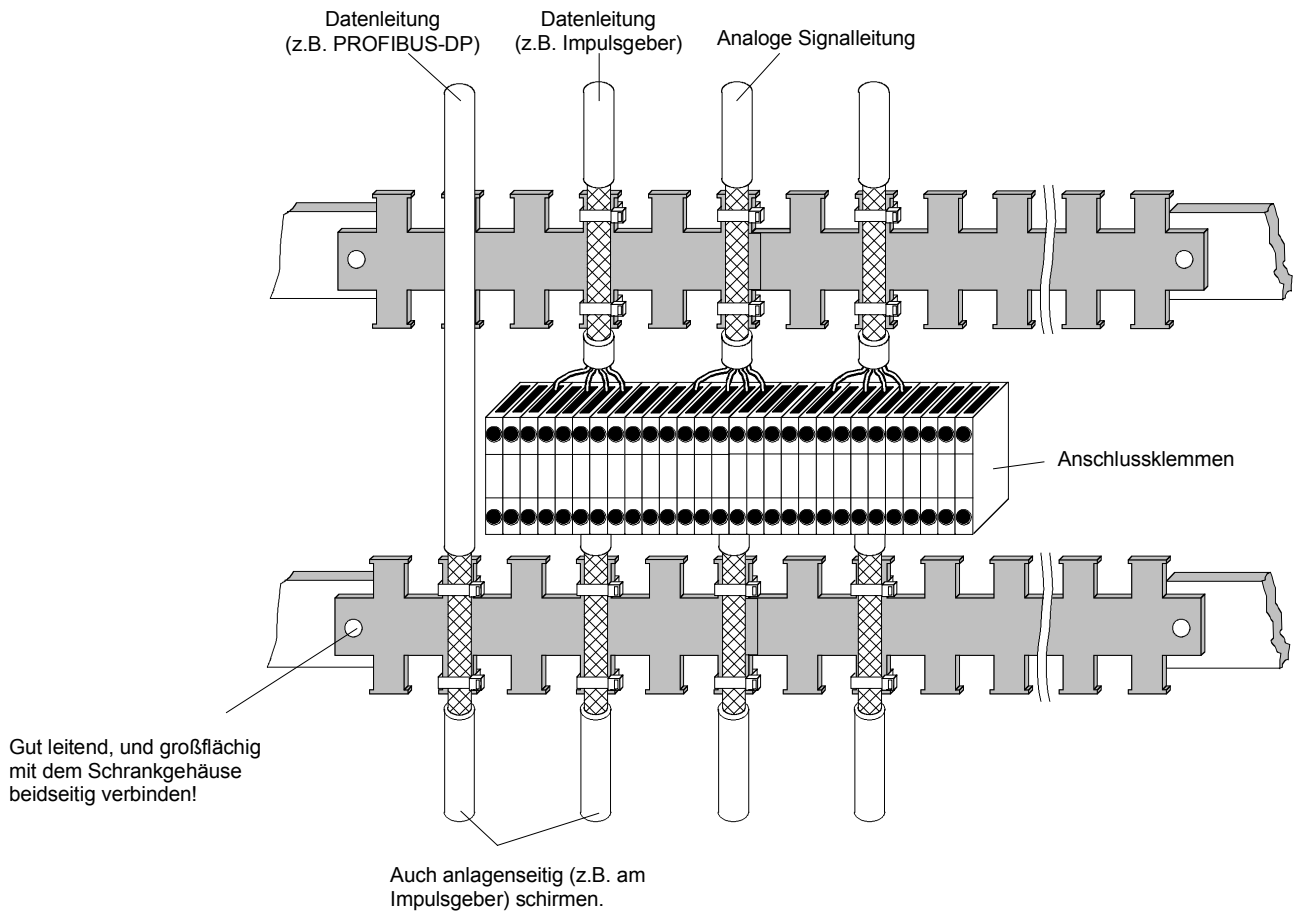 Datenleitung
(z.B. PROFIBUS-DP)
Datenleitung
(z.B. Impulsgeber)
Analoge Signalleitung
Anschlussklemmen
Gut leitend, und großflächig
mit dem Schrankgehäuse
beidseitig verbinden!
Auch anlagenseitig (z.B. am
Impulsgeber) schirmen.